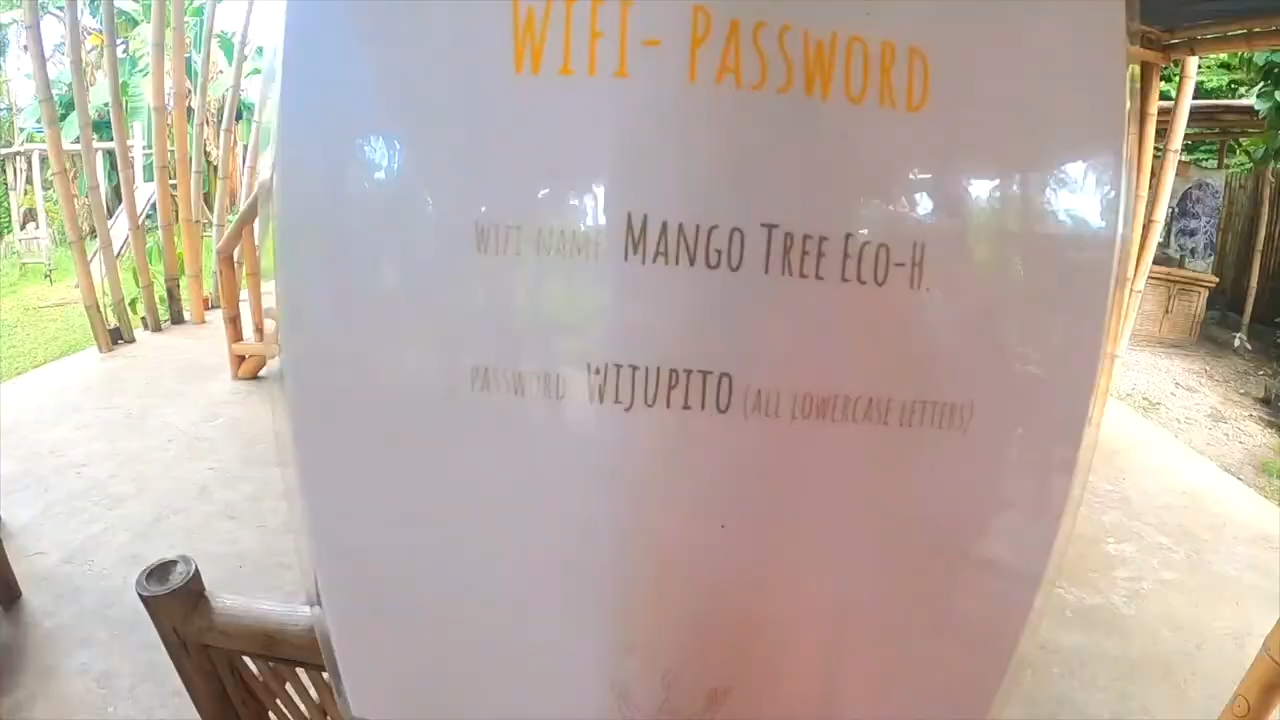 WIFI- PASSWORD
WIFI-NAME MANGO TREE ECO-H.
PASSWORD WIJUPITO (ALL LOWERCASE LETTERS)